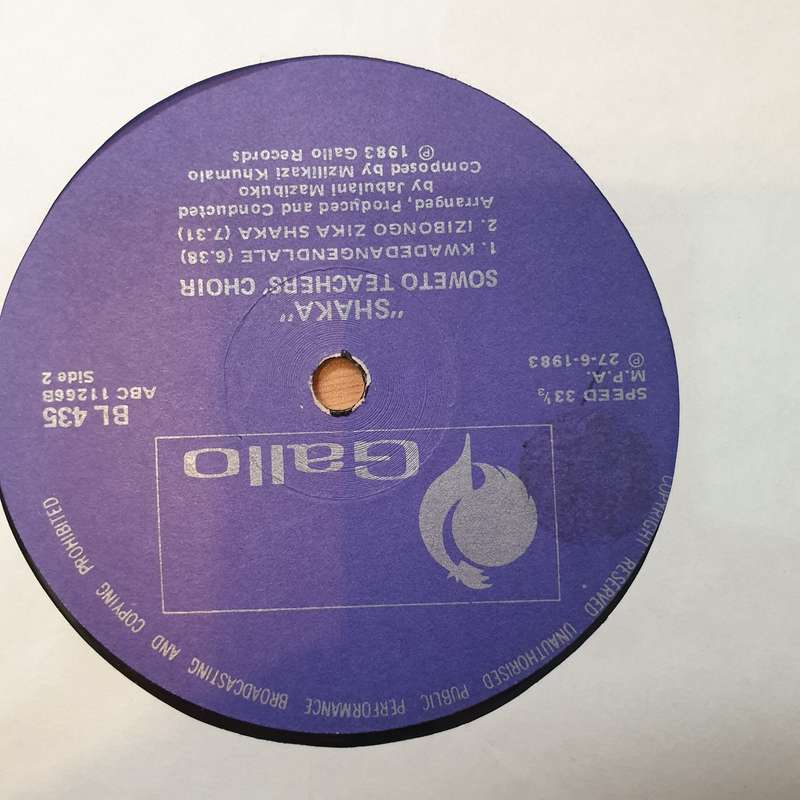 Gallo
SPEED 33⅓
M.P.A.
℗ 27-6-1983
BL 435
ABC 11266B
Side 2
"SHAKA"
SOWETO TEACHERS' CHOIR
1. KWADEDANGENDLALE (6.38)
2. IZIBONGO ZIKA SHAKA (7.31)
Arranged, Produced and Conducted
by Jabulani Mazibuko
Composed by Mzilikazi Khumalo
℗ 1983 Gallo Records
COPYRIGHT RESERVED. UNAUTHORISED PUBLIC PERFORMANCE BROADCASTING AND COPYING PROHIBITED